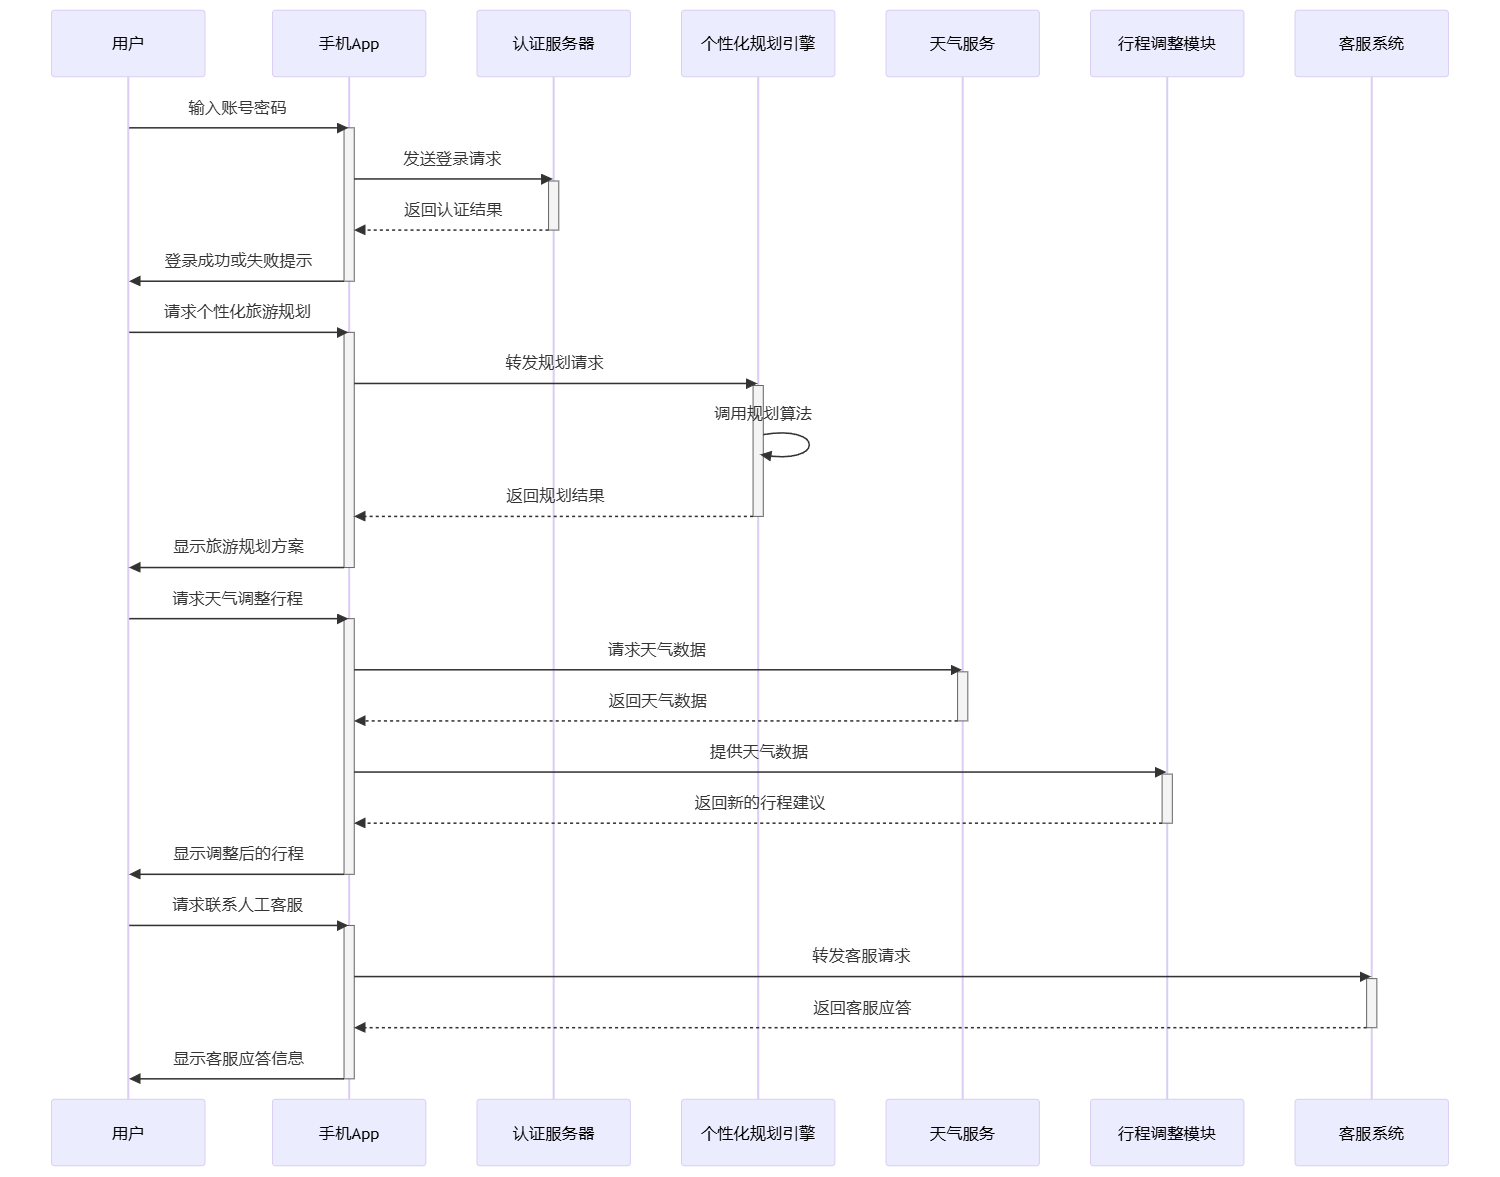 用户
手机App
认证服务器
个性化规划引擎
天气服务
行程调整模块
客服系统
输入账号密码
发送登录请求
返回认证结果
登录成功或失败提示
请求个性化旅游规划
转发规划请求
调用规划算法
返回规划结果
显示旅游规划方案
请求天气调整行程
请求天气数据
返回天气数据
提供天气数据
返回新的行程建议
显示调整后的行程
请求联系人工客服
转发客服请求
返回客服应答
显示客服应答信息
用户
手机App
认证服务器
个性化规划引擎
天气服务
行程调整模块
客服系统